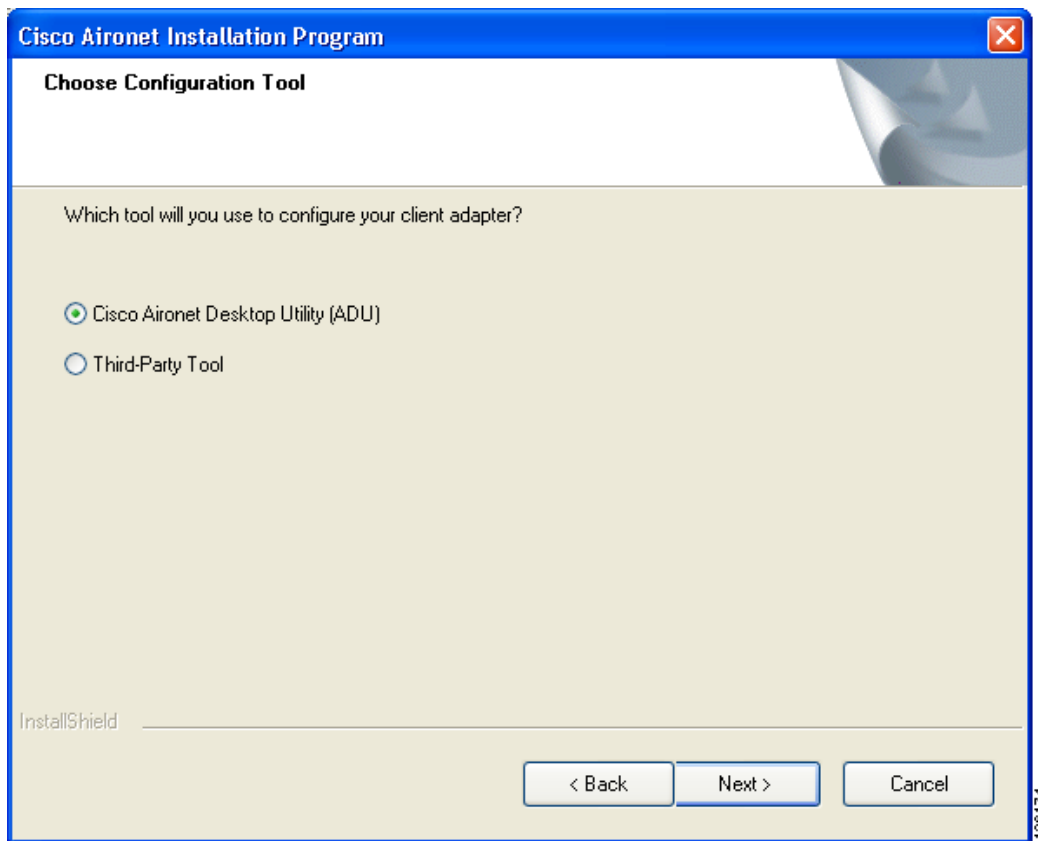 Cisco Aironet Installation Program
Choose Configuration Tool
Which tool will you use to configure your client adapter?
Cisco Aironet Desktop Utility (ADU)
Third-Party Tool
InstallShield
< Back
Next >
Cancel